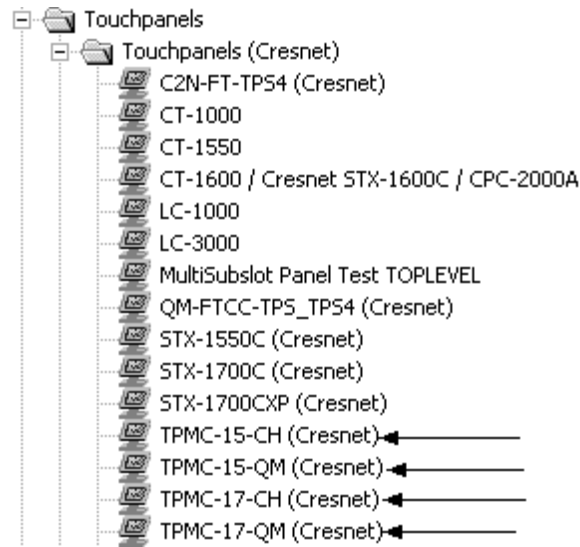 Touchpanels
Touchpanels (Cresnet)
C2N-FT-TPS4 (Cresnet)
CT-1000
CT-1550
CT-1600 / Cresnet STX-1600C / CPC-2000A
LC-1000
LC-3000
MultiSubslot Panel Test TOPLEVEL
QM-FTCC-TPS_TPS4 (Cresnet)
STX-1550C (Cresnet)
STX-1700C (Cresnet)
STX-1700CXP (Cresnet)
TPMC-15-CH (Cresnet)
TPMC-15-QM (Cresnet)
TPMC-17-CH (Cresnet)
TPMC-17-QM (Cresnet)